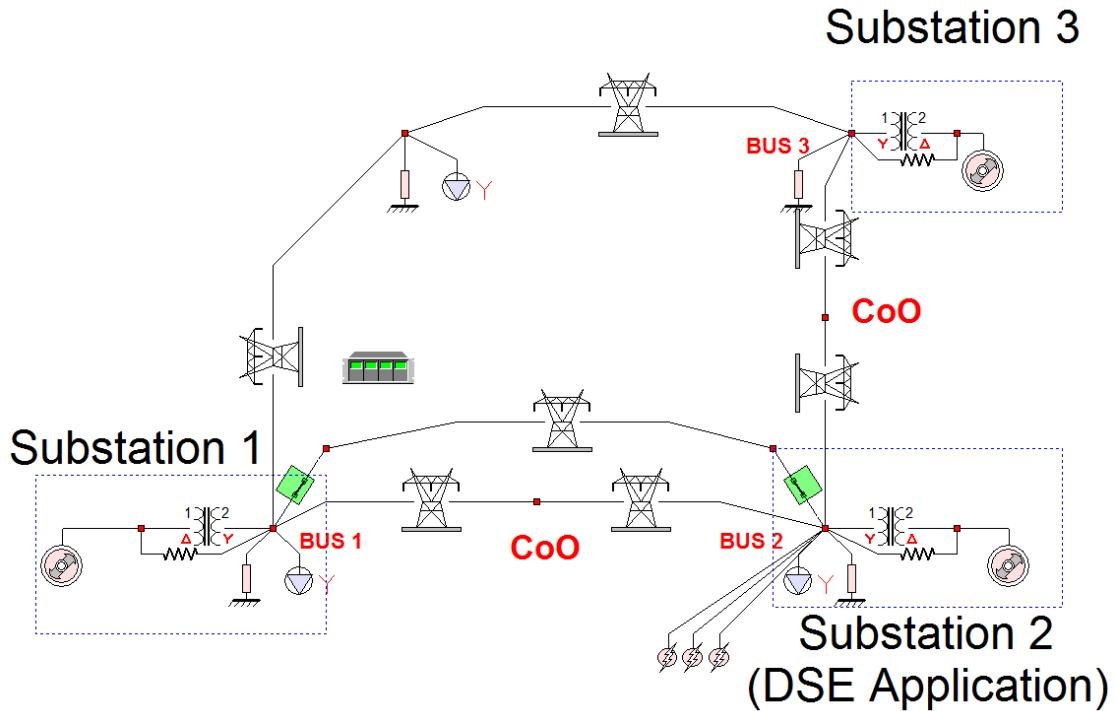 Substation 3
1 2
Y Δ
BUS 3
Y
CoO
Substation 1
1 2
Δ Y
BUS 1
Y
CoO
BUS 2
1 2
Y Δ
Y
Substation 2
(DSE Application)